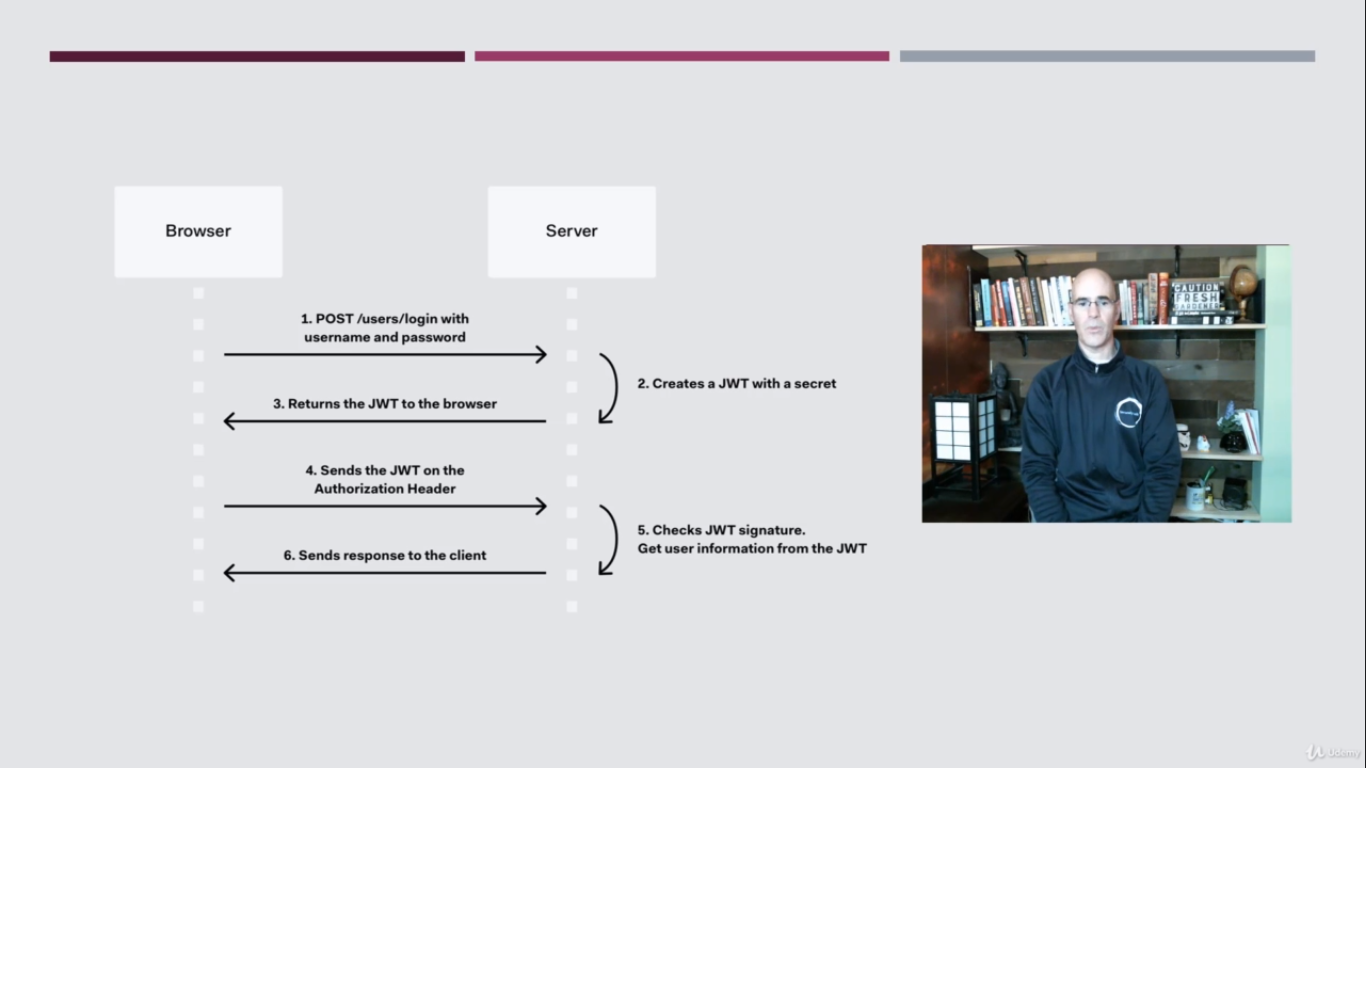 Browser
Server
1. POST /users/login with
username and password
2. Creates a JWT with a secret
3. Returns the JWT to the browser
4. Sends the JWT on the
Authorization Header
5. Checks JWT signature.
Get user information from the JWT
6. Sends response to the client
CAUTION
FRESH
Udemy